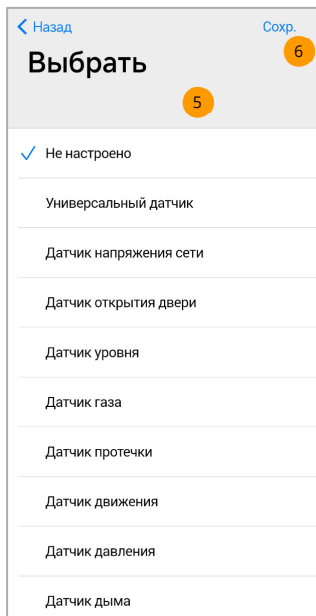 Назад
Сохр.
Выбрать
6
5
Не настроено
Универсальный датчик
Датчик напряжения сети
Датчик открытия двери
Датчик уровня
Датчик газа
Датчик протечки
Датчик движения
Датчик давления
Датчик дыма